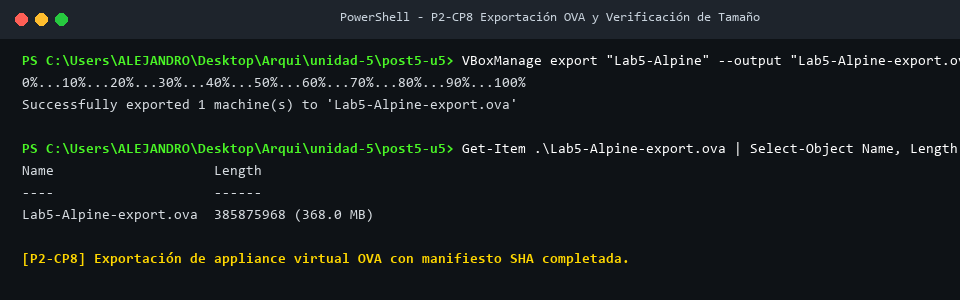 PowerShell - P2-CP8 Exportación OVA y Verificación de Tamaño
PS C:\Users\ALEJANDRO\Desktop\Arqui\unidad-5\post5-u5> VBoxManage export "Lab5-Alpine" --output "Lab5-Alpine-export.ov
0%...10%...20%...30%...40%...50%...60%...70%...80%...90%...100%
Successfully exported 1 machine(s) to 'Lab5-Alpine-export.ova'
PS C:\Users\ALEJANDRO\Desktop\Arqui\unidad-5\post5-u5> Get-Item .\Lab5-Alpine-export.ova | Select-Object Name, Length
Name                    Length
----                    ------
Lab5-Alpine-export.ova  385875968 (368.0 MB)
[P2-CP8] Exportación de appliance virtual OVA con manifiesto SHA completada.